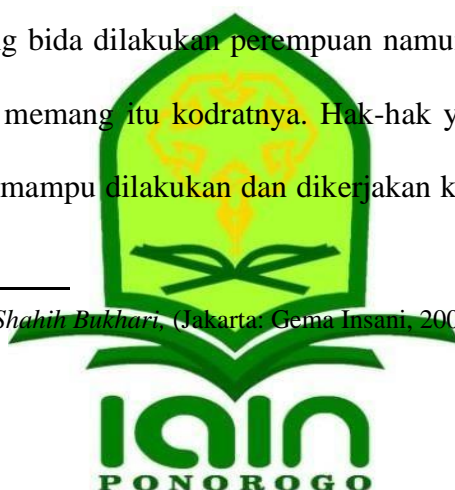 ng bida dilakukan perempuan namu
memang itu kodratnya. Hak-hak y
mampu dilakukan dan dikerjakan k
Shahih Bukhari, (Jakarta: Gema Insani, 200
IAIN
PONOROGO